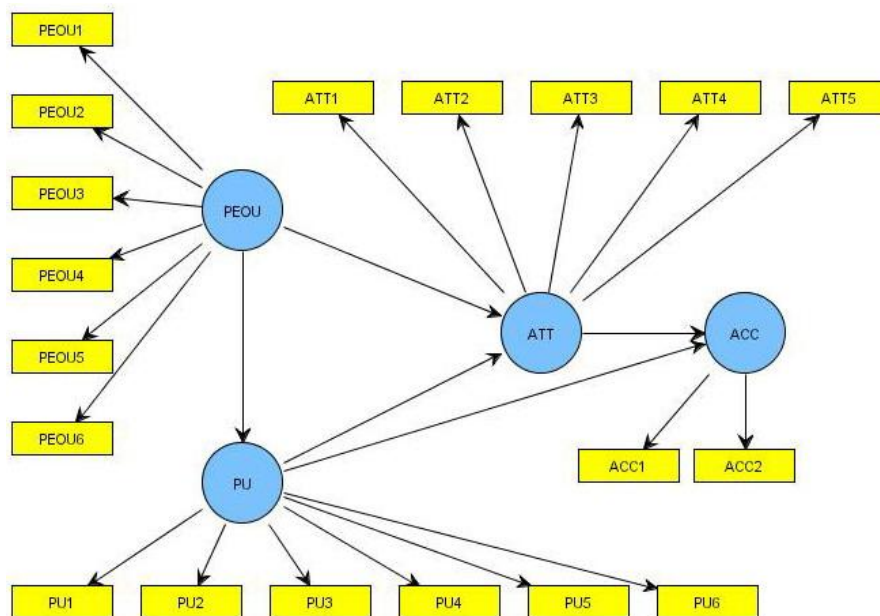 PEOU1
PEOU2
PEOU3
PEOU4
PEOU5
PEOU6
PEOU
ATT1
ATT2
ATT3
ATT4
ATT5
ATT
ACC
ACC1
ACC2
PU
PU1
PU2
PU3
PU4
PU5
PU6